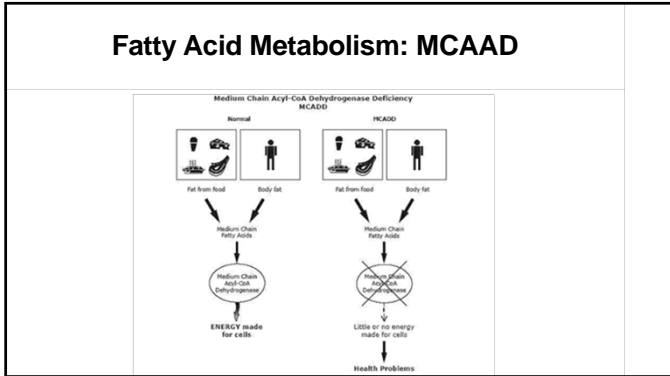 Fatty Acid Metabolism: MCAAD
Medium Chain Acyl-CoA Dehydrogenase Deficiency
MCADD
Normal
MCADD
Fat from food
Body fat
Fat from food
Body fat
Medium Chain
Fatty Acids
Medium Chain
Fatty Acids
Medium Chain
Acyl-CoA
Dehydrogenase
Medium Chain
Acyl-CoA
Dehydrogenase
ENERGY made
for cells
Little or no energy
made for cells
Health Problems